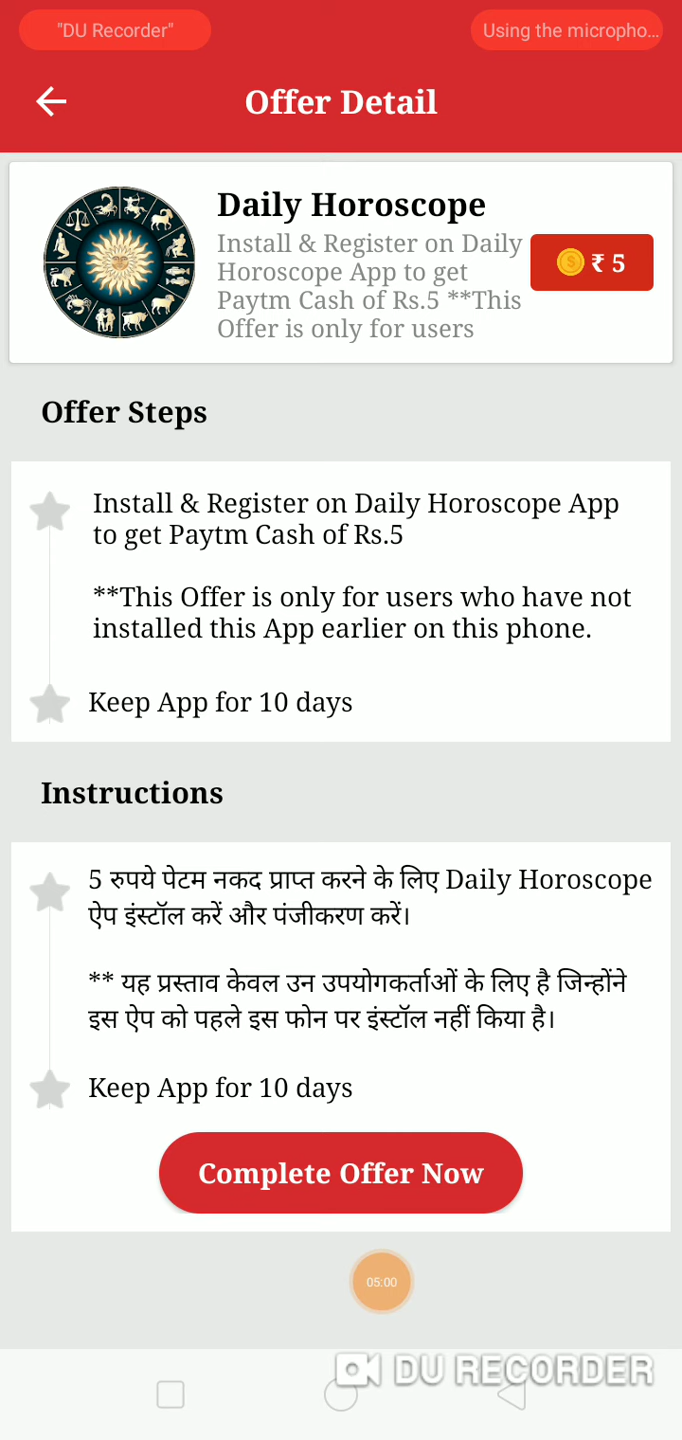 "DU Recorder"
Using the micropho...
Offer Detail
Daily Horoscope
Install & Register on Daily
Horoscope App to get
Paytm Cash of Rs.5 **This
Offer is only for users
₹ 5
Offer Steps
Install & Register on Daily Horoscope App
to get Paytm Cash of Rs.5
**This Offer is only for users who have not
installed this App earlier on this phone.
Keep App for 10 days
Instructions
5 रुपये पेटम नकद प्राप्त करने के लिए Daily Horoscope
ऐप इंस्टॉल करें और पंजीकरण करें।
** यह प्रस्ताव केवल उन उपयोगकर्ताओं के लिए है जिन्होंने
इस ऐप को पहले इस फोन पर इंस्टॉल नहीं किया है।
Keep App for 10 days
Complete Offer Now
05:00
DU RECORDER